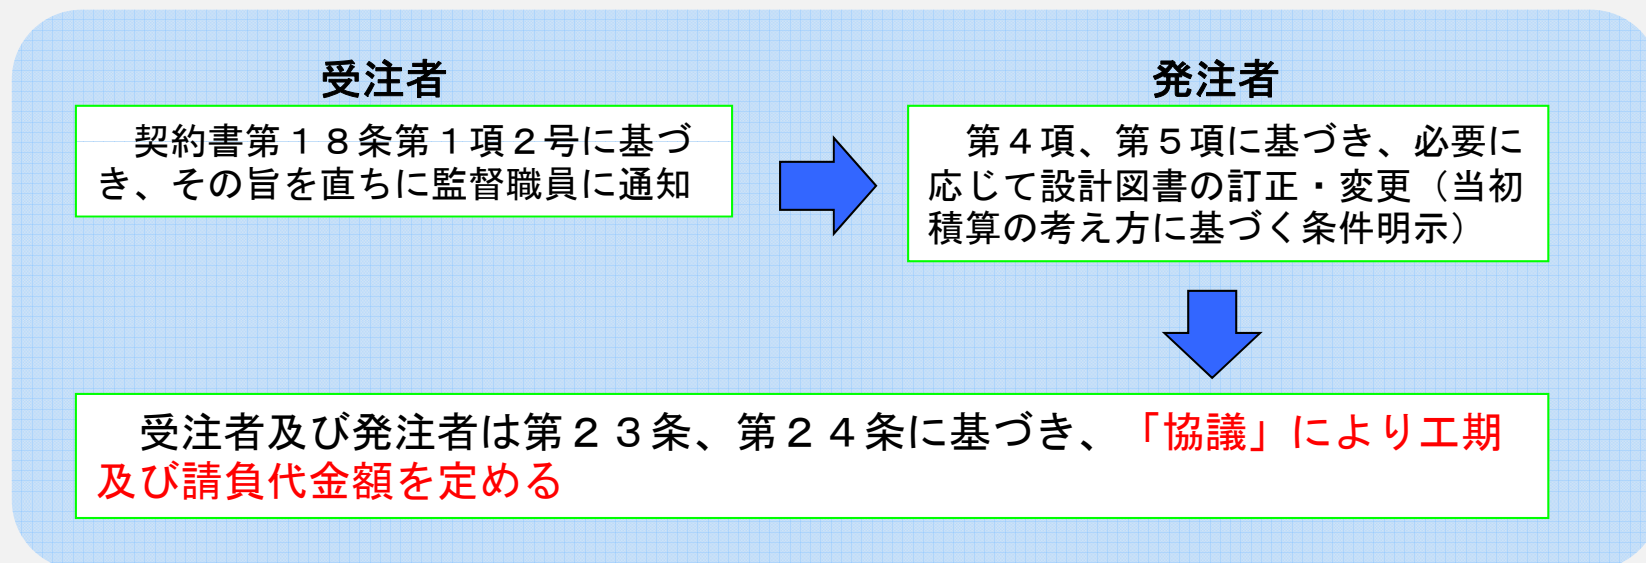 受注者
契約書第１８条第１項２号に基づ
き、その旨を直ちに監督職員に通知
発注者
第４項、第５項に基づき、必要に
応じて設計図書の訂正・変更（当初
積算の考え方に基づく条件明示）
受注者及び発注者は第２３条、第２４条に基づき、「協議」により工期
及び請負代金額を定める